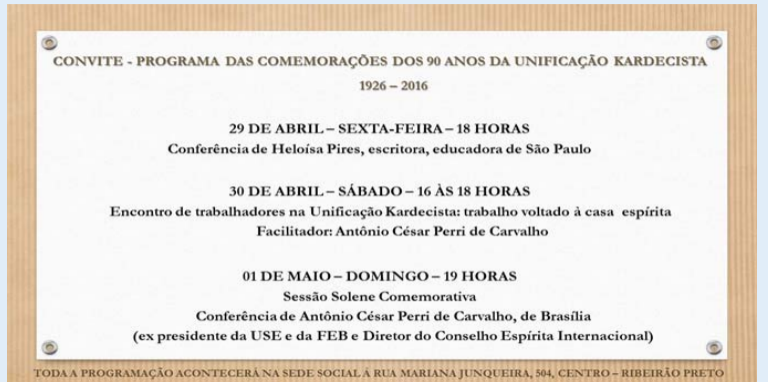 CONVITE - PROGRAMA DAS COMEMORAÇÕES DOS 90 ANOS DA UNIFICAÇÃO KARDECISTA
1926 – 2016
29 DE ABRIL – SEXTA-FEIRA – 18 HORAS
Conferência de Heloísa Pires, escritora, educadora de São Paulo
30 DE ABRIL – SÁBADO – 16 ÀS 18 HORAS
Encontro de trabalhadores na Unificação Kardecista: trabalho voltado à casa espírita
Facilitador: Antônio César Perri de Carvalho
01 DE MAIO – DOMINGO – 19 HORAS
Sessão Solene Comemorativa
Conferência de Antônio César Perri de Carvalho, de Brasília
(ex presidente da USE e da FEB e Diretor do Conselho Espírita Internacional)
TODA A PROGRAMAÇÃO ACONTECERÁ NA SEDE SOCIAL Á RUA MARIANA JUNQUEIRA, 504, CENTRO – RIBEIRÃO PRETO